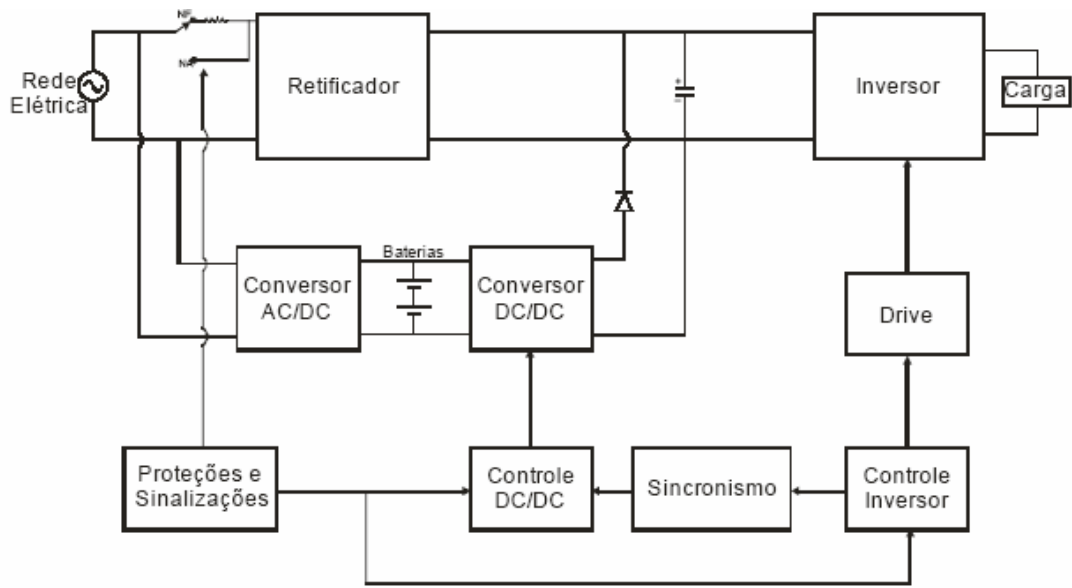 NF
NA
Rede
Elétrica
Retificador
+
-
Inversor
Carga
Baterias
Conversor
AC/DC
Conversor
DC/DC
Drive
Proteções e
Sinalizações
Controle
DC/DC
Sincronismo
Controle
Inversor